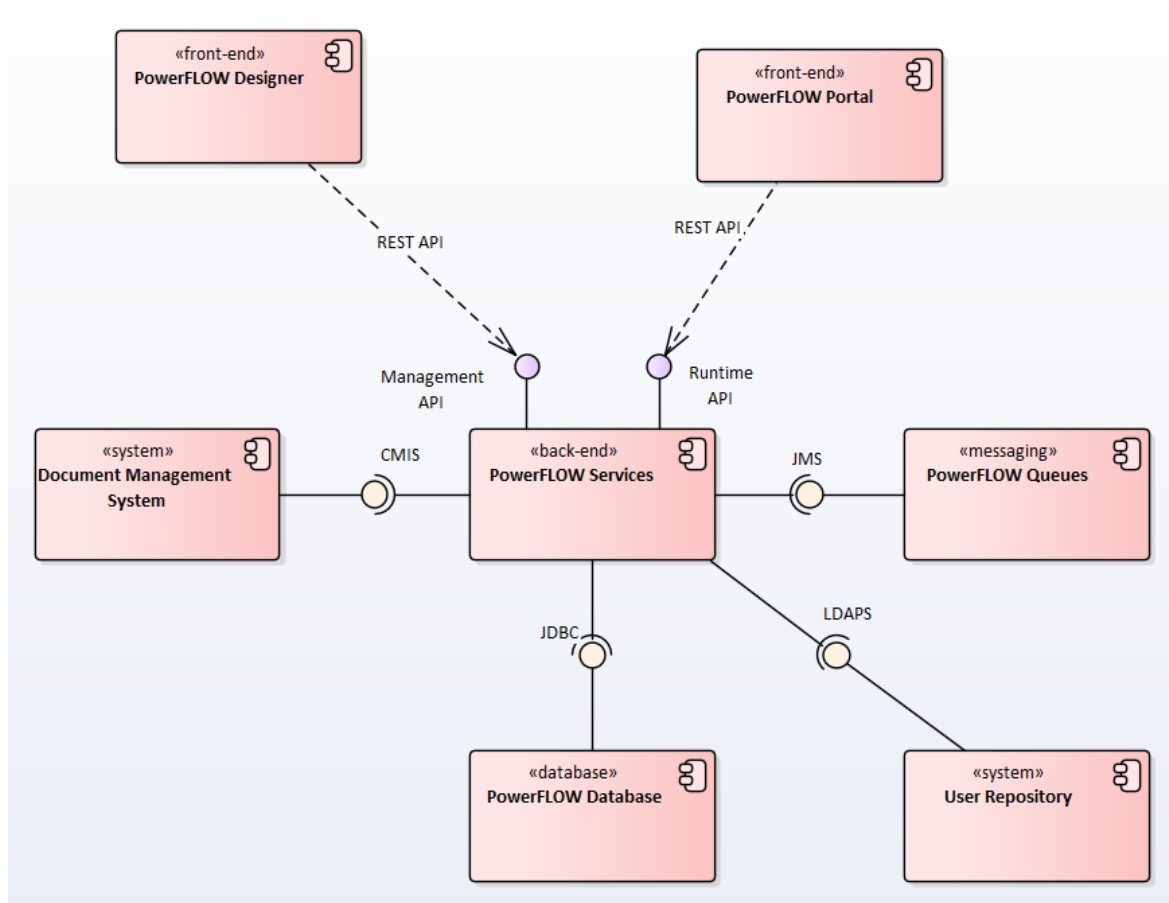 «front-end»
PowerFLOW Designer
«front-end»
PowerFLOW Portal
REST API
REST API
Management
API
Runtime
API
«system»
Document Management
System
CMIS
«back-end»
PowerFLOW Services
JMS
«messaging»
PowerFLOW Queues
JDBC
LDAPS
«database»
PowerFLOW Database
«system»
User Repository